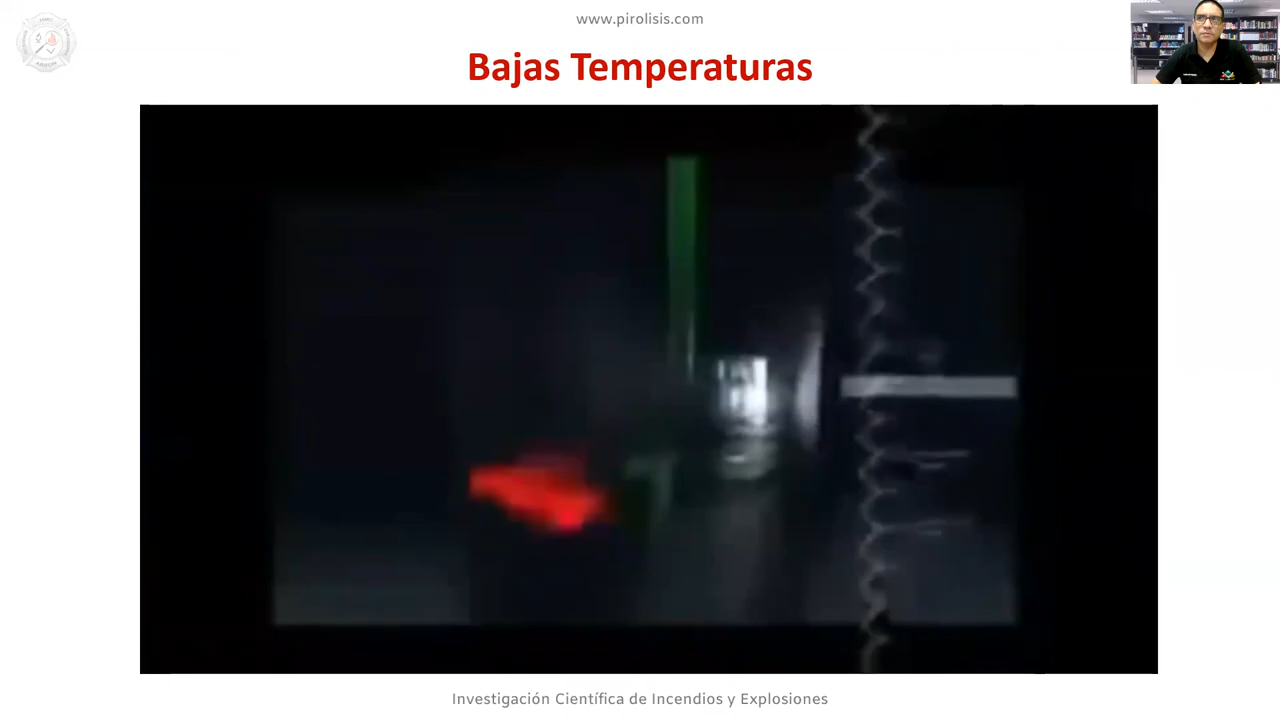 www.pirolisis.com
Bajas Temperaturas
Investigación Científica de Incendios y Explosiones